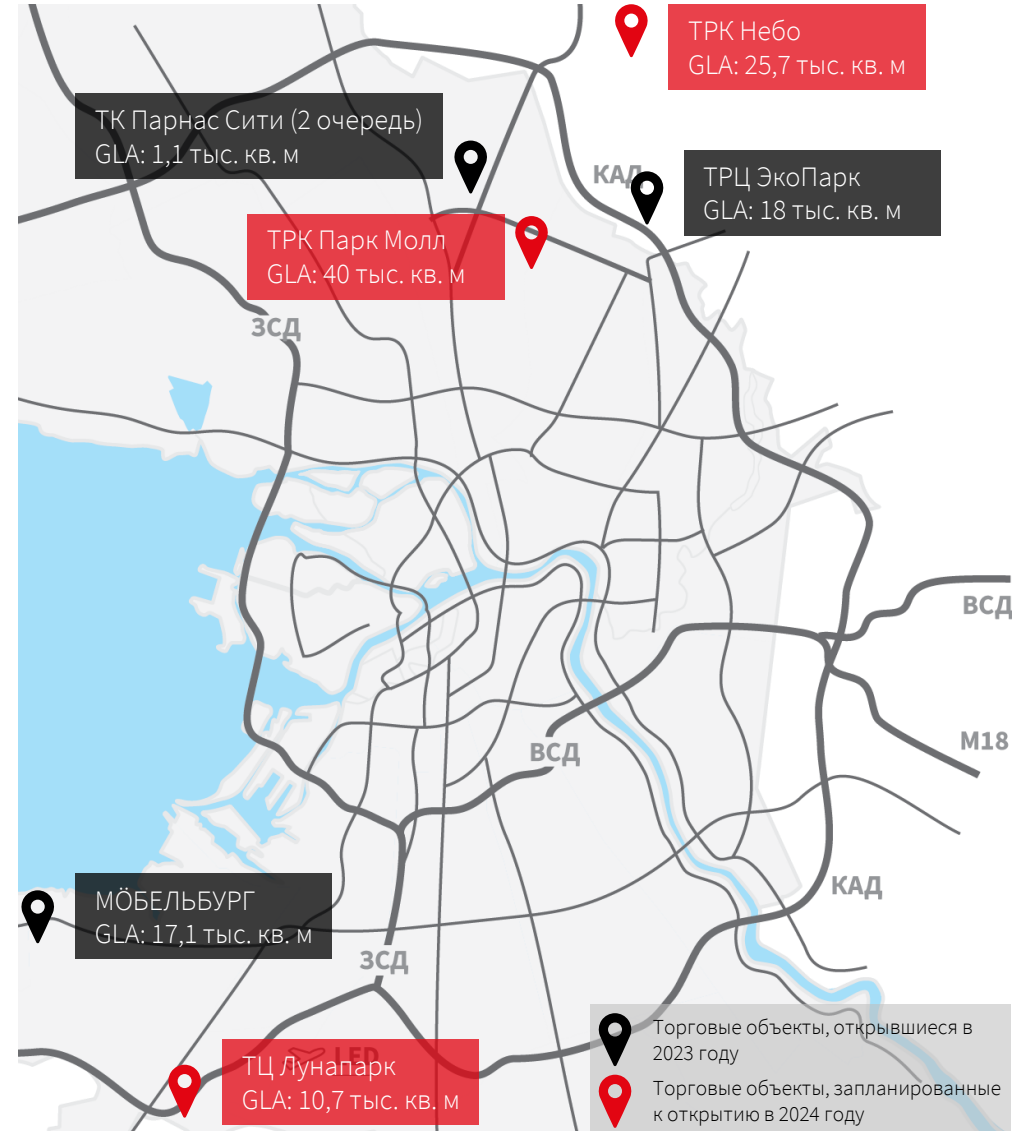 ТРК Небо
GLA: 25,7 тыс. кв. м
ТК Парнас Сити (2 очередь)
GLA: 1,1 тыс. кв. м
КАД
ТРЦ ЭкоПарк
GLA: 18 тыс. кв. м
ТРК Парк Молл
GLA: 40 тыс. кв. м
ЗСД
ВСД
М18
ВСД
КАД
МӦБЕЛЬБУРГ
GLA: 17,1 тыс. кв. м
ЗСД
LED
ТЦ Лунапарк
GLA: 10,7 тыс. кв. м
Торговые объекты, открывшиеся в
2023 году
Торговые объекты, запланированные
к открытию в 2024 году